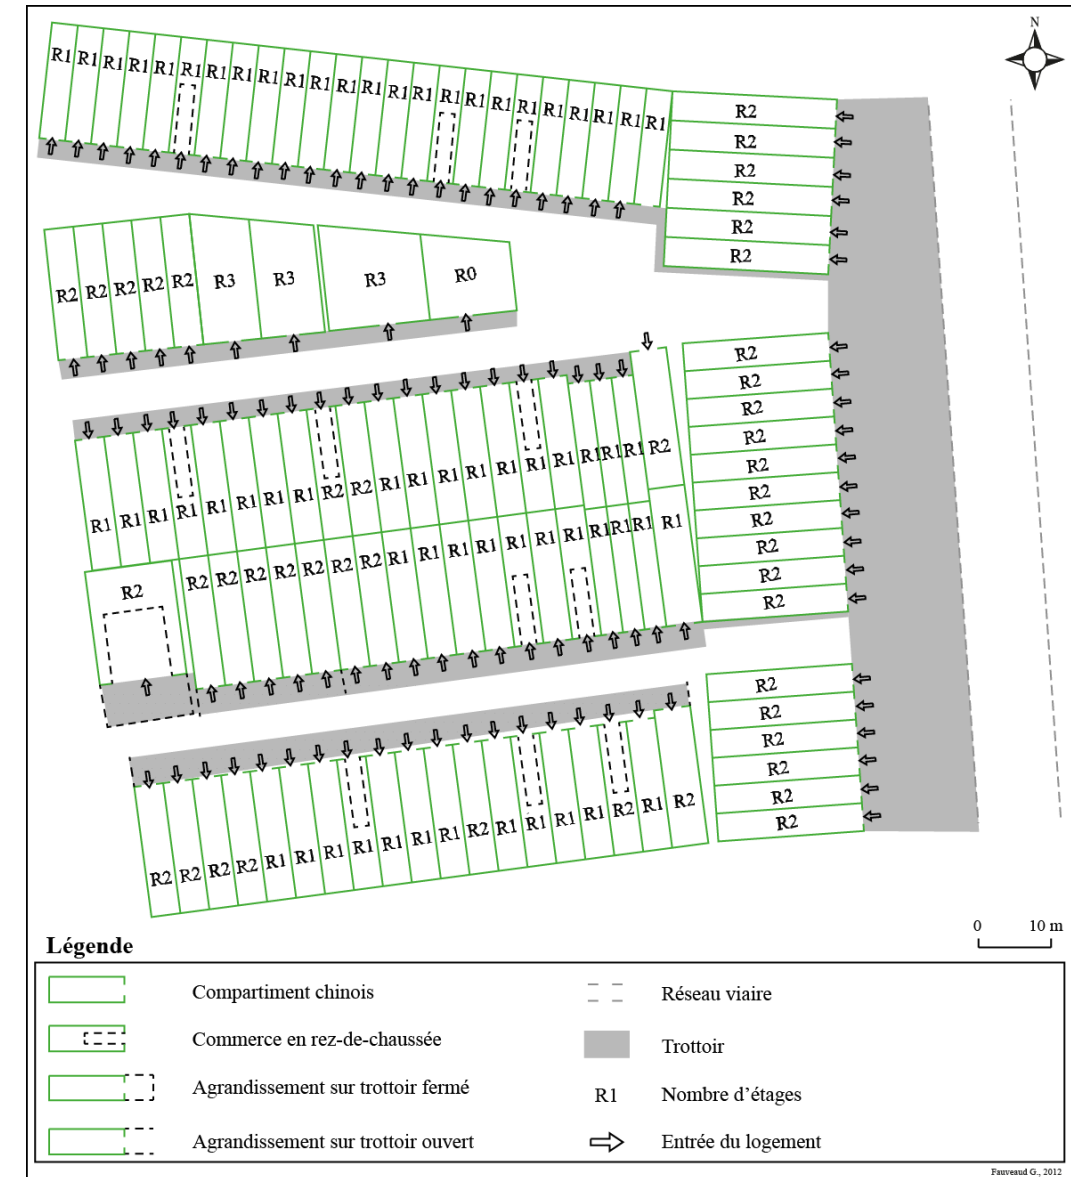 N
R1 R1 R1 R1 R1 R1 R1 R1 R1 R1 R1 R1 R1 R1 R1 R1 R1 R1 R1 R1 R1 R1 R1 R1
R2
R2
R2
R2
R2
R2
R2 R2 R2 R2 R2 R3 R3 R3 R0
R1 R1 R1 R1 R1 R1 R1 R1 R2 R2 R1 R1 R1 R1 R1 R1 R1 R1 R1 R1 R2
R2 R2 R2 R2 R2 R2 R2 R2 R1 R1 R1 R1 R1 R1 R1 R1 R1 R1 R1
R2
R2
R2
R2
R2
R2
R2
R2
R2
R2
R2 R2 R2 R2 R1 R1 R1 R1 R1 R1 R1 R2 R1 R1 R1 R1 R2 R1 R2
R2
R2
R2
R2
R2
R2
0 10 m
Légende
Compartiment chinois
Commerce en rez-de-chaussée
Agrandissement sur trottoir fermé
Agrandissement sur trottoir ouvert
Réseau viaire
Trottoir
R1 Nombre d'étages
Entrée du logement
Fauveaud G., 2012